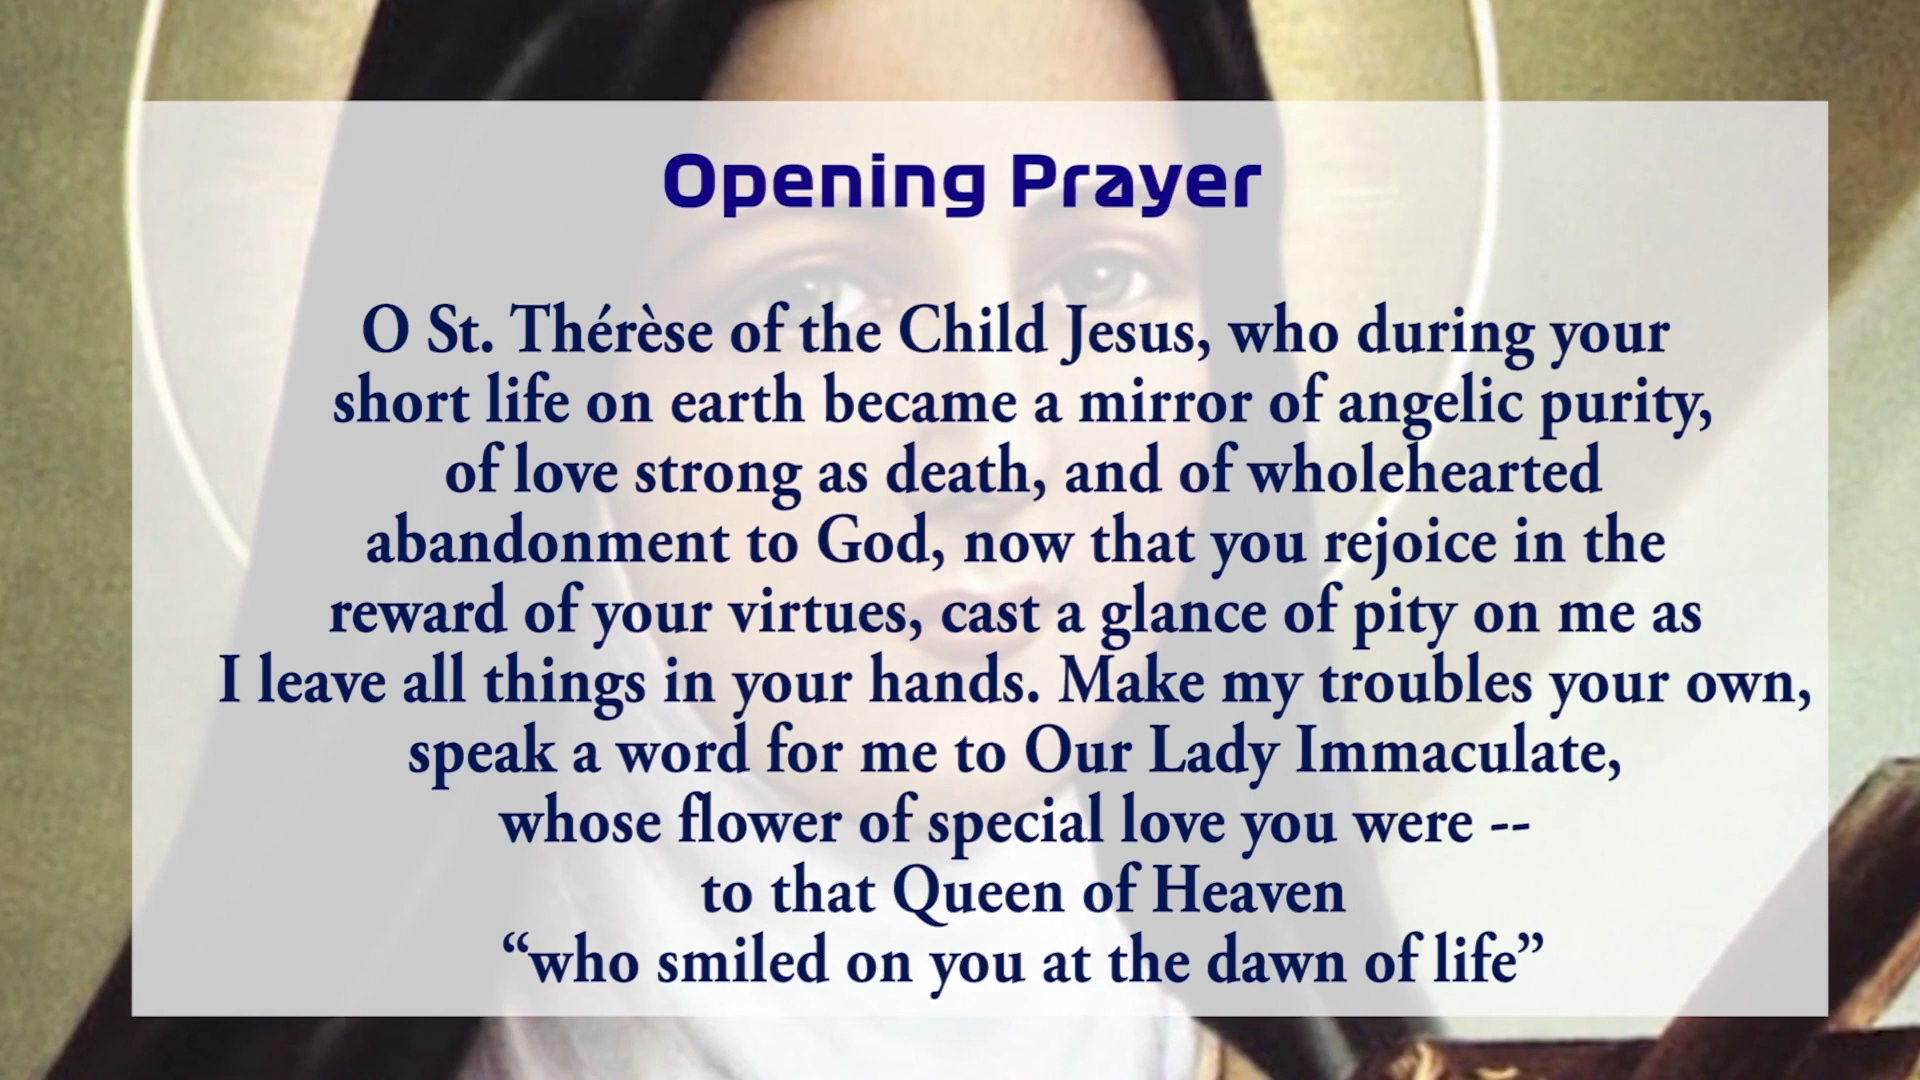 Opening Prayer
O St. Thérèse of the Child Jesus, who during your
short life on earth became a mirror of angelic purity,
of love strong as death, and of wholehearted
abandonment to God, now that you rejoice in the
reward of your virtues, cast a glance of pity on me as
I leave all things in your hands. Make my troubles your own,
speak a word for me to Our Lady Immaculate,
whose flower of special love you were --
to that Queen of Heaven
“who smiled on you at the dawn of life”